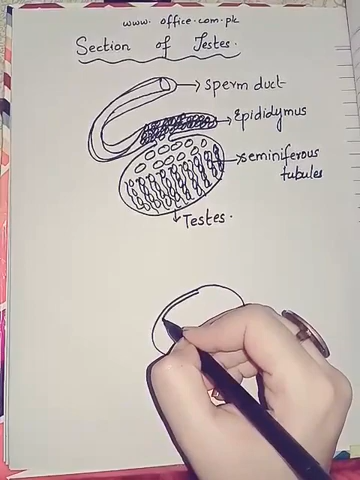 www. office.com.pk
Section of Testes.
sperm duct
Epididymus
seminiferous
tubules
Testes.